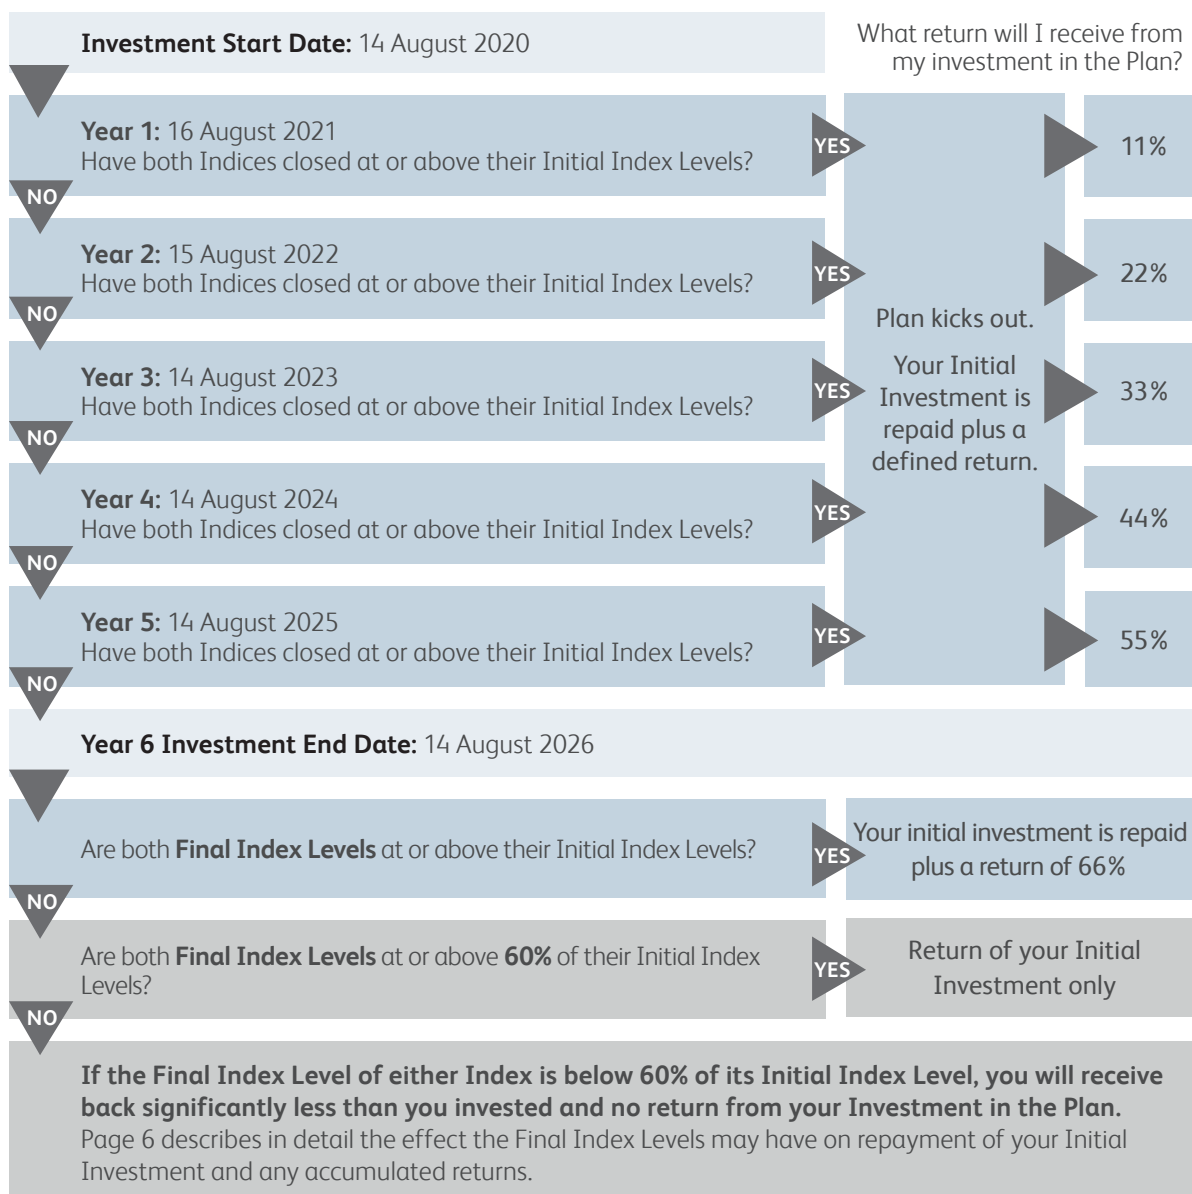 Investment Start Date: 14 August 2020
What return will I receive from
my investment in the Plan?
Year 1: 16 August 2021
Have both Indices closed at or above their Initial Index Levels?
YES
11%
NO
Year 2: 15 August 2022
Have both Indices closed at or above their Initial Index Levels?
YES
22%
NO
Plan kicks out.
Your Initial
Investment is
repaid plus a
defined return.
Year 3: 14 August 2023
Have both Indices closed at or above their Initial Index Levels?
YES
33%
NO
Year 4: 14 August 2024
Have both Indices closed at or above their Initial Index Levels?
YES
44%
NO
Year 5: 14 August 2025
Have both Indices closed at or above their Initial Index Levels?
YES
55%
NO
Year 6 Investment End Date: 14 August 2026
Are both Final Index Levels at or above their Initial Index Levels?
YES
Your initial investment is repaid
plus a return of 66%
NO
Are both Final Index Levels at or above 60% of their Initial Index
Levels?
YES
Return of your Initial
Investment only
NO
If the Final Index Level of either Index is below 60% of its Initial Index Level, you will receive
back significantly less than you invested and no return from your Investment in the Plan.
Page 6 describes in detail the effect the Final Index Levels may have on repayment of your Initial
Investment and any accumulated returns.